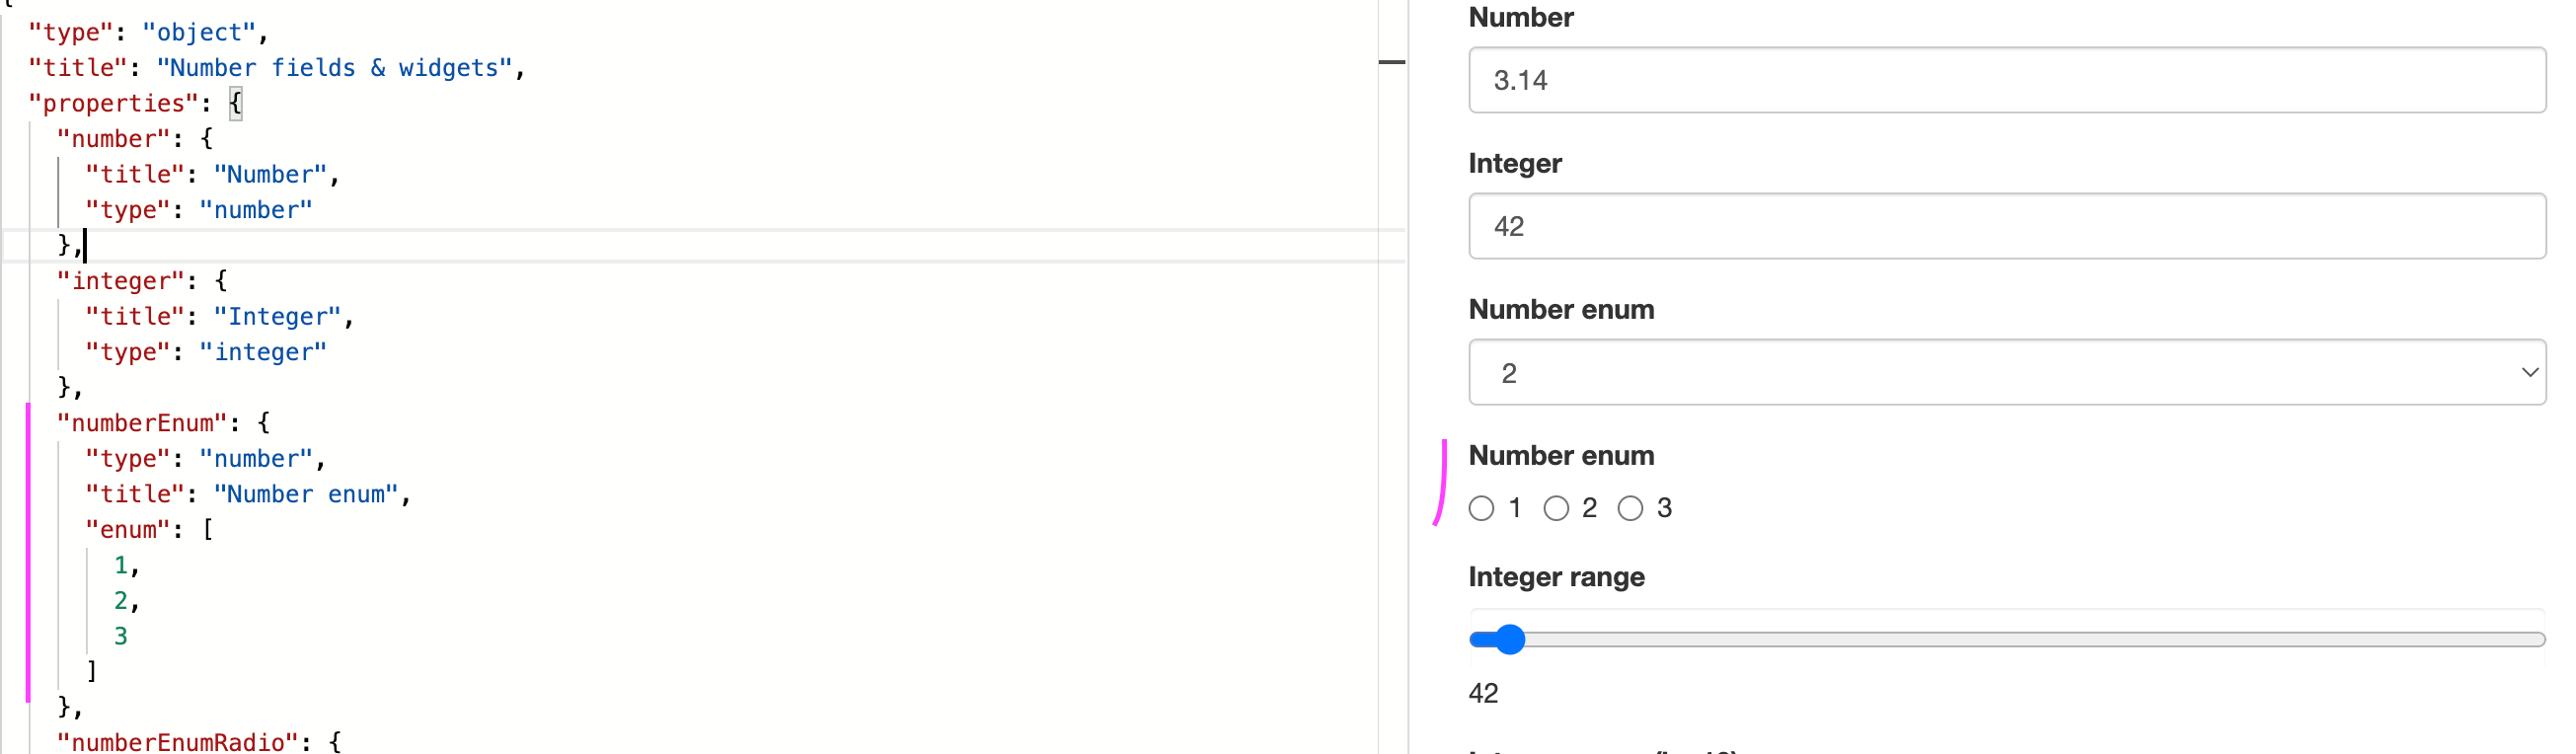 "type": "object",
"title": "Number fields & widgets",
"properties": {
"number": {
"title": "Number",
"type": "number"
},
"integer": {
"title": "Integer",
"type": "integer"
},
"numberEnum": {
"type": "number",
"title": "Number enum",
"enum": [
1,
2,
3
]
},
"numberEnumRadio": {
Number
3.14
Integer
42
Number enum
2
Number enum
1 2 3
Integer range
42